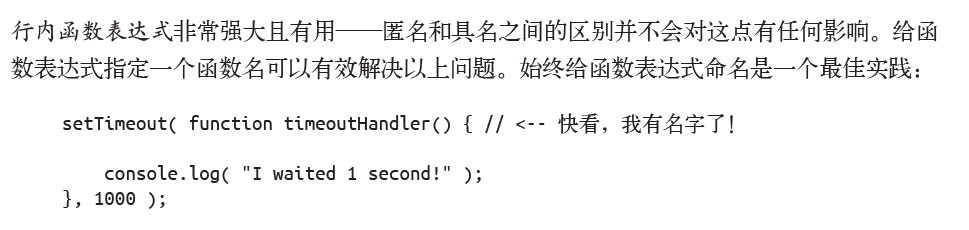 行内函数表达式非常强大且有用——匿名和具名之间的区别并不会对这点有任何影响。给函
数表达式指定一个函数名可以有效解决以上问题。始终给函数表达式命名是一个最佳实践：
setTimeout( function timeoutHandler() { // <-- 快看，我有名字了！
console.log( "I waited 1 second!" );
}, 1000 );